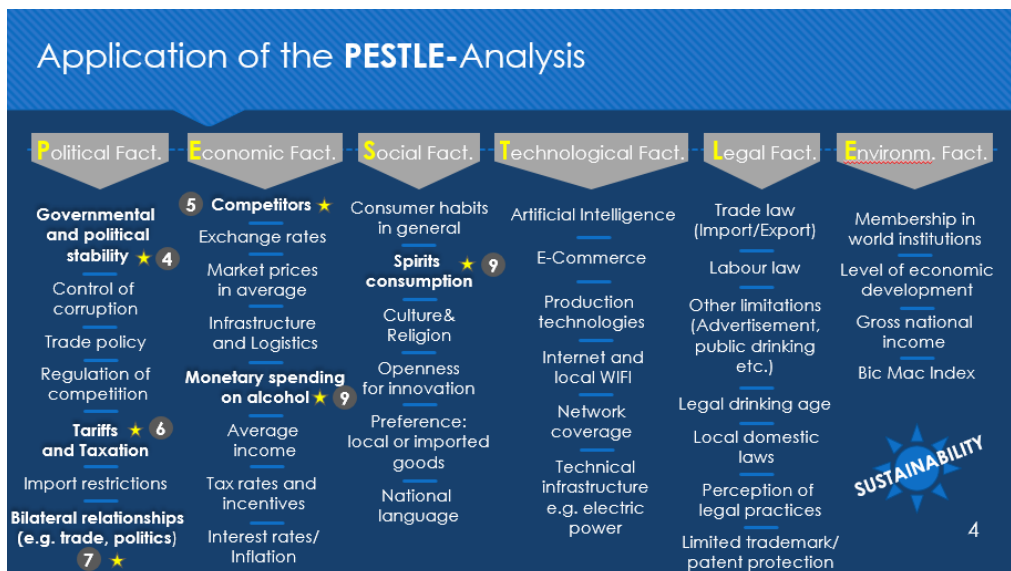 Application of the PESTLE-Analysis
Political Fact.
Governmental
and political
stability 4
Control of
corruption
Trade policy
Regulation of
competition
Tariffs 6
and Taxation
Import restrictions
Bilateral relationships
(e.g. trade, politics)
7
Economic Fact.
5 Competitors
Exchange rates
Market prices
in average
Infrastructure
and Logistics
Monetary spending
on alcohol 9
Average
income
Tax rates and
incentives
Interest rates/
Inflation
Social Fact.
Consumer habits
in general
Spirits 9
consumption
Culture&
Religion
Openness
for innovation
Preference:
local or imported
goods
National
language
Technological Fact.
Artificial Intelligence
E-Commerce
Production
technologies
Internet and
local WIFI
Network
coverage
Technical
infrastructure
e.g. electric
power
Legal Fact.
Trade law
(Import/Export)
Labour law
Other limitations
(Advertisement,
public drinking
etc.)
Legal drinking age
Local domestic
laws
Perception of
legal practices
Limited trademark/
patent protection
Environm. Fact.
Membership in
world institutions
Level of economic
development
Gross national
income
Bic Mac Index
SUSTAINABILITY
4